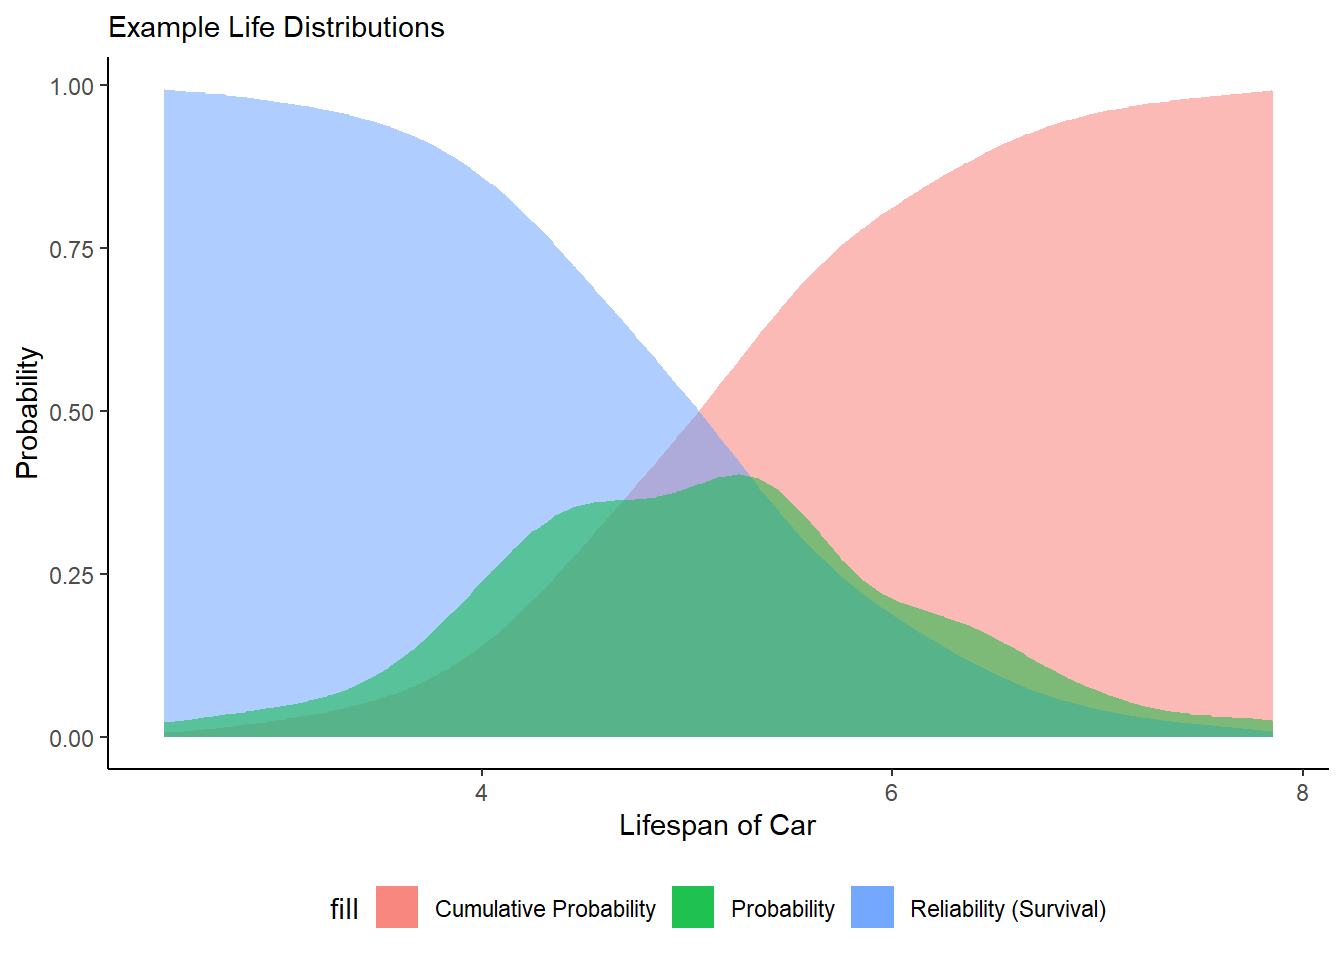 Example Life Distributions
1.00
0.75
0.50
0.25
0.00
Probability
4 6 8
Lifespan of Car
fill Cumulative Probability Probability Reliability (Survival)